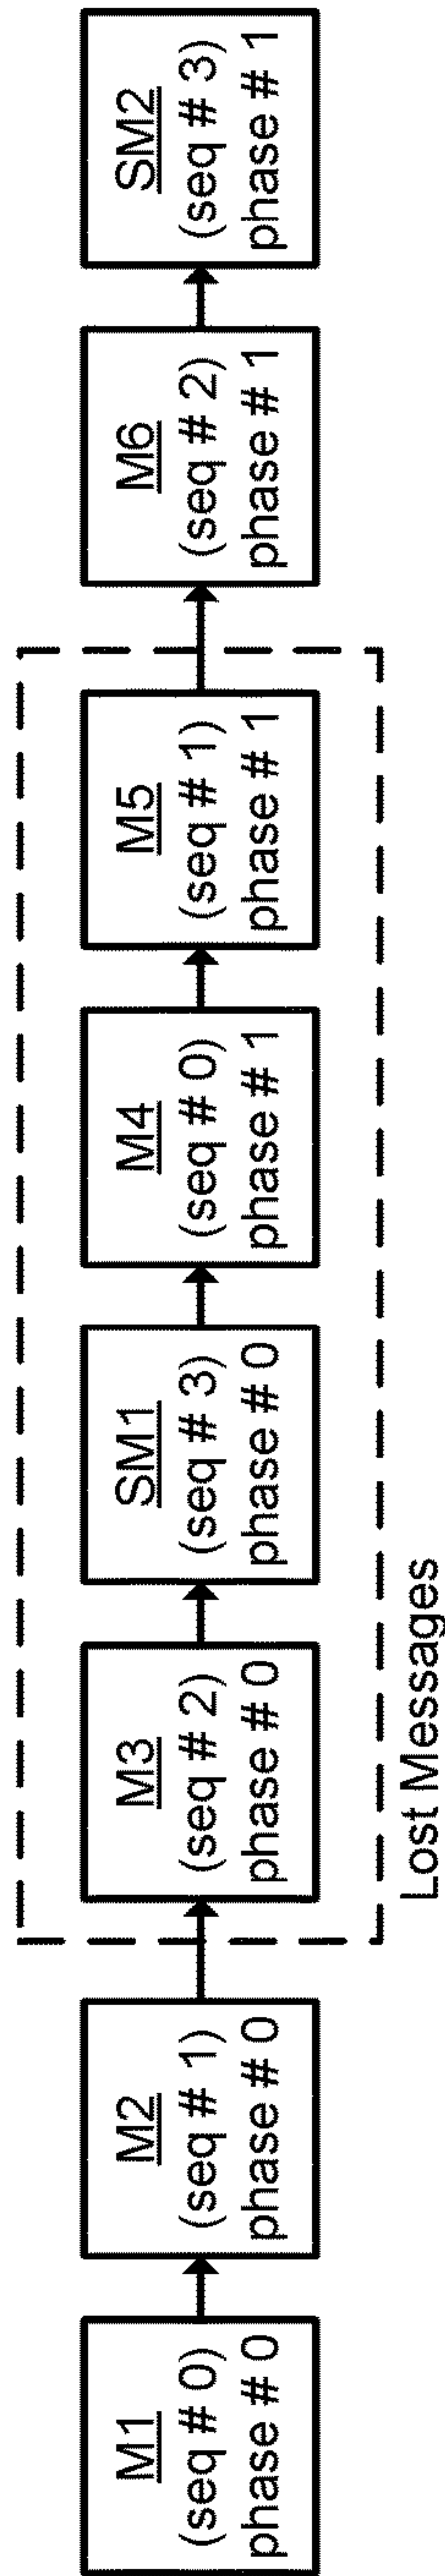 M1
(seq # 0)
phase # 0
M2
(seq # 1)
phase # 0
M3
(seq # 2)
phase # 0
SM1
(seq # 3)
phase # 0
M4
(seq # 0)
phase # 1
M5
(seq # 1)
phase # 1
M6
(seq # 2)
phase # 1
SM2
(seq # 3)
phase # 1
Lost Messages